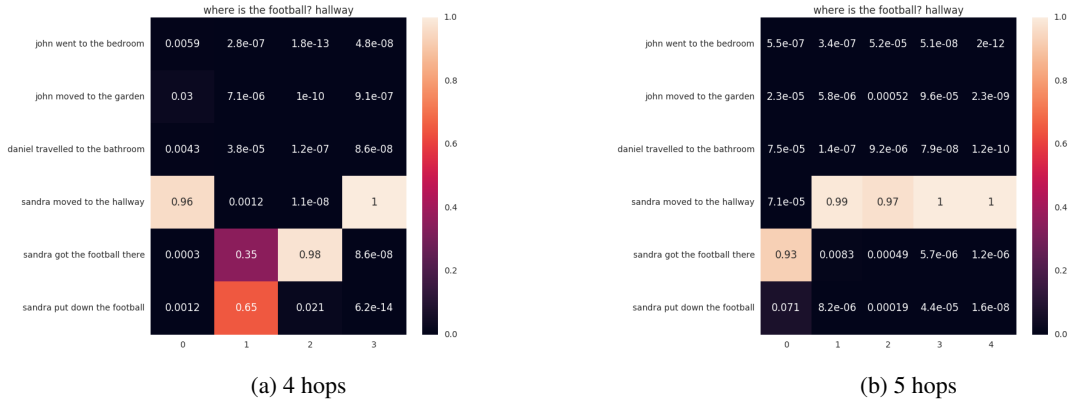 where is the football? hallway
john went to the bedroom 0.0059 2.8e-07 1.8e-13 4.8e-08
john moved to the garden 0.03 7.1e-06 1e-10 9.1e-07
daniel travelled to the bathroom 0.0043 3.8e-05 1.2e-07 8.6e-08
sandra moved to the hallway 0.96 0.0012 1.1e-08 1
sandra got the football there 0.0003 0.35 0.98 8.6e-08
sandra put down the football 0.0012 0.65 0.021 6.2e-14
0 1 2 3
1.0
0.8
0.6
0.4
0.2
0.0
(a) 4 hops
where is the football? hallway
john went to the bedroom 5.5e-07 3.4e-07 5.2e-05 5.1e-08 2e-12
john moved to the garden 2.3e-05 5.8e-06 0.00052 9.6e-05 2.3e-09
daniel travelled to the bathroom 7.5e-05 1.4e-07 9.2e-06 7.9e-08 1.2e-10
sandra moved to the hallway 7.1e-05 0.99 0.97 1 1
sandra got the football there 0.93 0.0083 0.00049 5.7e-06 1.2e-06
sandra put down the football 0.071 8.2e-06 0.00019 4.4e-05 1.6e-08
0 1 2 3 4
1.0
0.8
0.6
0.4
0.2
0.0
(b) 5 hops